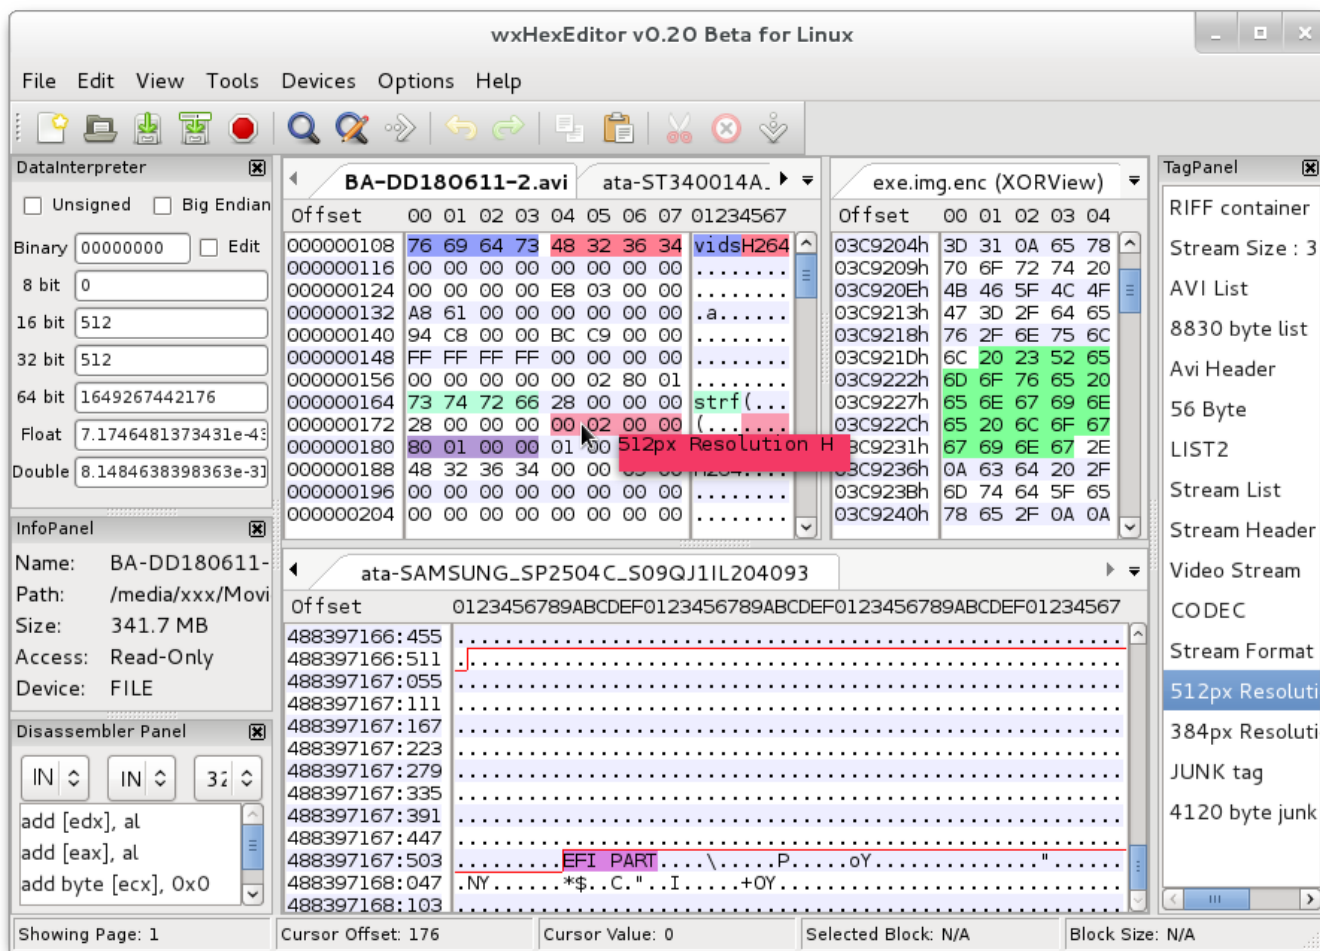 wxHexEditor v0.20 Beta for Linux
File Edit View Tools Devices Options Help
DataInterpreter
Unsigned Big Endian
Binary 00000000 Edit
8 bit 0
16 bit 512
32 bit 512
64 bit 1649267442176
Float 7.1746481373431e-43
Double 8.1484638398363e-31
InfoPanel
Name: BA-DD180611-
Path: /media/xxx/Movi
Size: 341.7 MB
Access: Read-Only
Device: FILE
Disassembler Panel
IN IN 32
add [edx], al
add [eax], al
add byte [ecx], 0x0
BA-DD180611-2.avi ata-ST340014A.
Offset 00 01 02 03 04 05 06 07 01234567
000000108 76 69 64 73 48 32 36 34 vidsH264
000000116 00 00 00 00 00 00 00 00 ........
000000124 00 00 00 00 E8 03 00 00 ........
000000132 A8 61 00 00 00 00 00 00 .a......
000000140 94 C8 00 00 BC C9 00 00 ........
000000148 FF FF FF FF 00 00 00 00 ........
000000156 00 00 00 00 00 02 80 01 ........
000000164 73 74 72 66 28 00 00 00 strf(...
000000172 28 00 00 00 00 02 00 00 (.......
000000180 80 01 00 00 01 00
512px Resolution H
000000188 48 32 36 34 00 00 00 00 H264....
000000196 00 00 00 00 00 00 00 00 ........
000000204 00 00 00 00 00 00 00 00 ........
exe.img.enc (XORView)
Offset 00 01 02 03 04
03C9204h 3D 31 0A 65 78
03C9209h 70 6F 72 74 20
03C920Eh 4B 46 5F 4C 4F
03C9213h 47 3D 2F 64 65
03C9218h 76 2F 6E 75 6C
03C921Dh 6C 20 23 52 65
03C9222h 6D 6F 76 65 20
03C9227h 65 6E 67 69 6E
03C922Ch 65 20 6C 6F 67
03C9231h 67 69 6E 67 2E
03C9236h 0A 63 64 20 2F
03C923Bh 6D 74 64 5F 65
03C9240h 78 65 2F 0A 0A
ata-SAMSUNG_SP2504C_S09QJ1IL204093
Offset 0123456789ABCDEF0123456789ABCDEF0123456789ABCDEF01234567
488397166:455
488397166:511
488397167:055
488397167:111
488397167:167
488397167:223
488397167:279
488397167:335
488397167:391
488397167:447
488397167:503 .........EFI PART....\.....P.....oY..............".....
488397168:047 .NY.......*$..C."..I.....+OY
488397168:103
TagPanel
RIFF container
Stream Size : 3
AVI List
8830 byte list
Avi Header
56 Byte
LIST2
Stream List
Stream Header
Video Stream
CODEC
Stream Format
512px Resoluti
384px Resoluti
JUNK tag
4120 byte junk
Showing Page: 1 Cursor Offset: 176 Cursor Value: 0 Selected Block: N/A Block Size: N/A